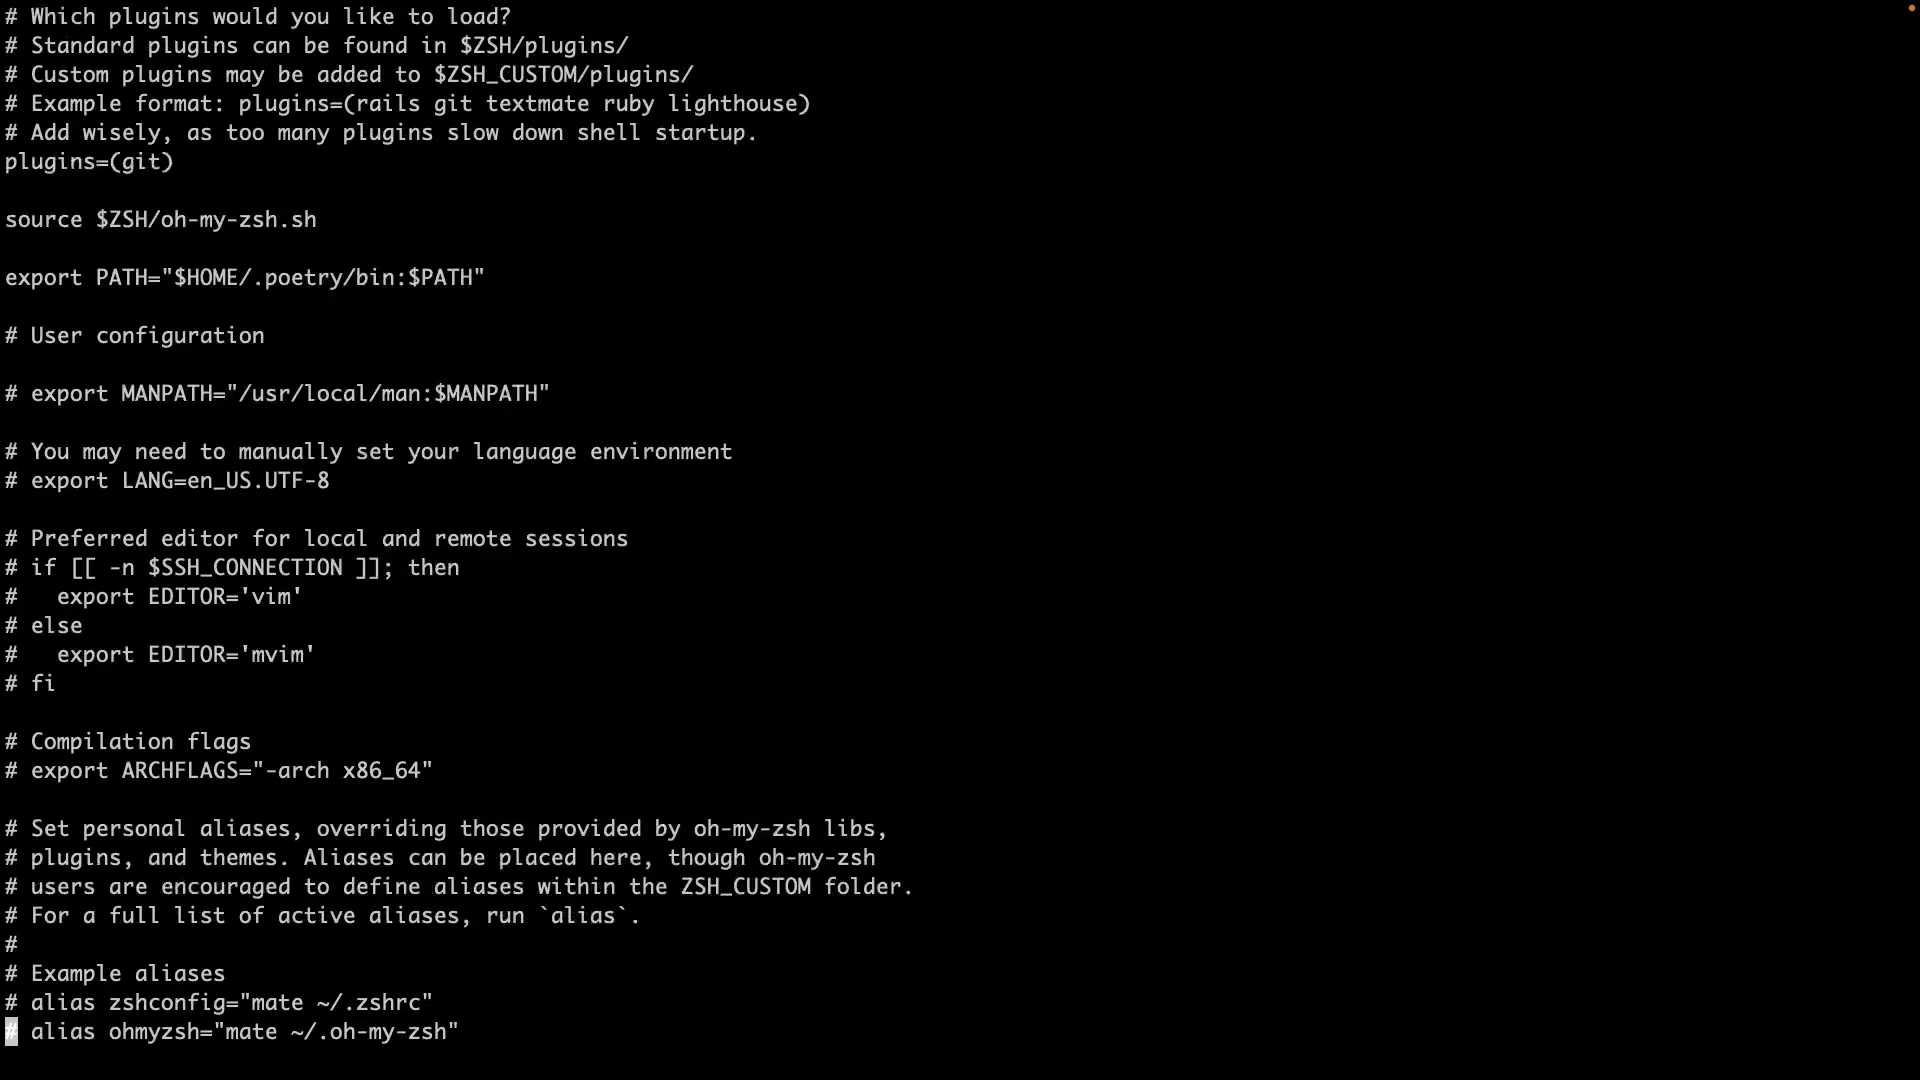 # Which plugins would you like to load?
# Standard plugins can be found in $ZSH/plugins/
# Custom plugins may be added to $ZSH_CUSTOM/plugins/
# Example format: plugins=(rails git textmate ruby lighthouse)
# Add wisely, as too many plugins slow down shell startup.
plugins=(git)
source $ZSH/oh-my-zsh.sh
export PATH="$HOME/.poetry/bin:$PATH"
# User configuration
# export MANPATH="/usr/local/man:$MANPATH"
# You may need to manually set your language environment
# export LANG=en_US.UTF-8
# Preferred editor for local and remote sessions
# if [[ -n $SSH_CONNECTION ]]; then
#   export EDITOR='vim'
# else
#   export EDITOR='mvim'
# fi
# Compilation flags
# export ARCHFLAGS="-arch x86_64"
# Set personal aliases, overriding those provided by oh-my-zsh libs,
# plugins, and themes. Aliases can be placed here, though oh-my-zsh
# users are encouraged to define aliases within the ZSH_CUSTOM folder.
# For a full list of active aliases, run `alias`.
#
# Example aliases
# alias zshconfig="mate ~/.zshrc"
# alias ohmyzsh="mate ~/.oh-my-zsh"